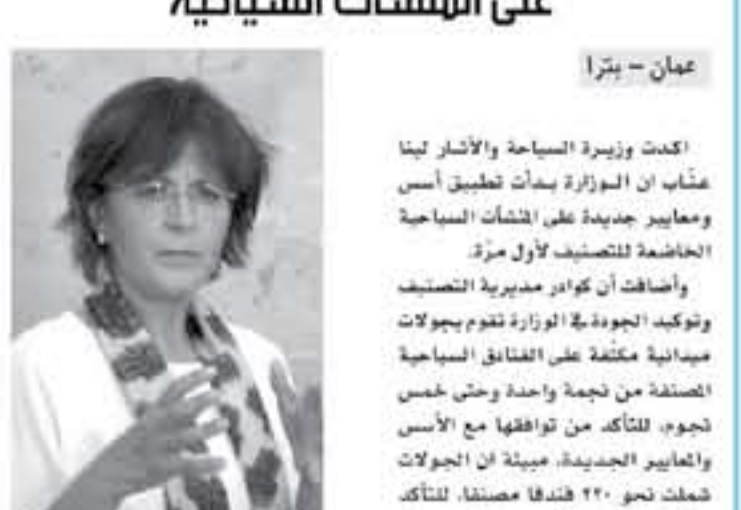 على المنشآت السياحية
عمان – بترا
اكدت وزيرة السياحة والآثار لينا
عنّاب ان الوزارة بدأت تطبيق أسس
ومعايير جديدة على المنشآت السياحية
الخاضعة للتصنيف لأول مرّة.
وأضافت أن كوادر مديرية التصنيف
وتوكيد الجودة في الوزارة تقوم بجولات
ميدانية مكثّفة على الفنادق السياحية
المصنفة من نجمة واحدة وحتى خمس
نجوم، للتأكد من توافقها مع الأسس
والمعايير الجديدة، مبينة ان الجولات
شملت نحو ٢٢٠ فندقا مصنفا، للتأكد